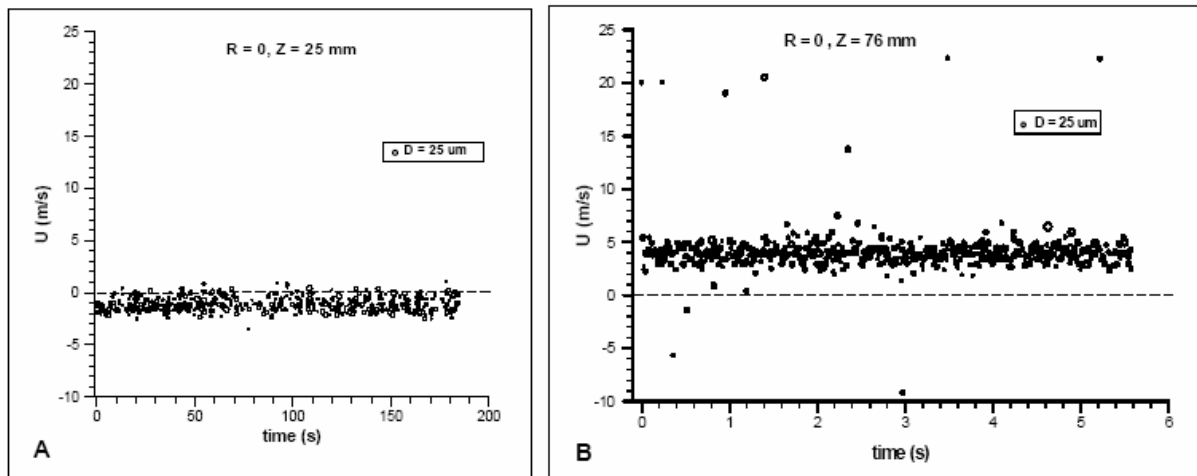 R = 0, Z = 25 mm
D = 25 um
U (m/s)
25
20
15
10
5
0
-5
-10
0
50
100
150
200
time (s)
A
R = 0 , Z = 76 mm
D = 25 um
U (m/s)
25
20
15
10
5
0
-5
-10
0
1
2
3
4
5
6
time (s)
B